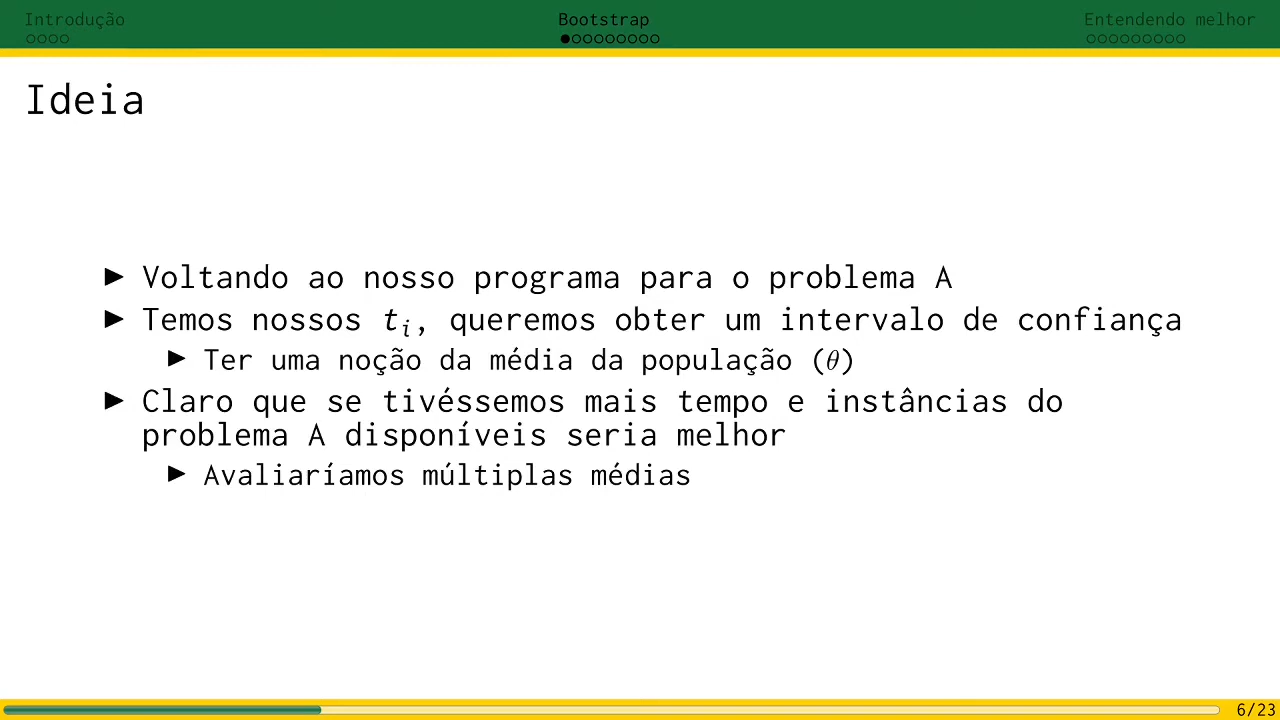 Introdução Bootstrap Entendendo melhor
Ideia
Voltando ao nosso programa para o problema A
Temos nossos tᵢ, queremos obter um intervalo de confiança
Ter uma noção da média da população (θ)
Claro que se tivéssemos mais tempo e instâncias do
problema A disponíveis seria melhor
Avaliaríamos múltiplas médias
6/23